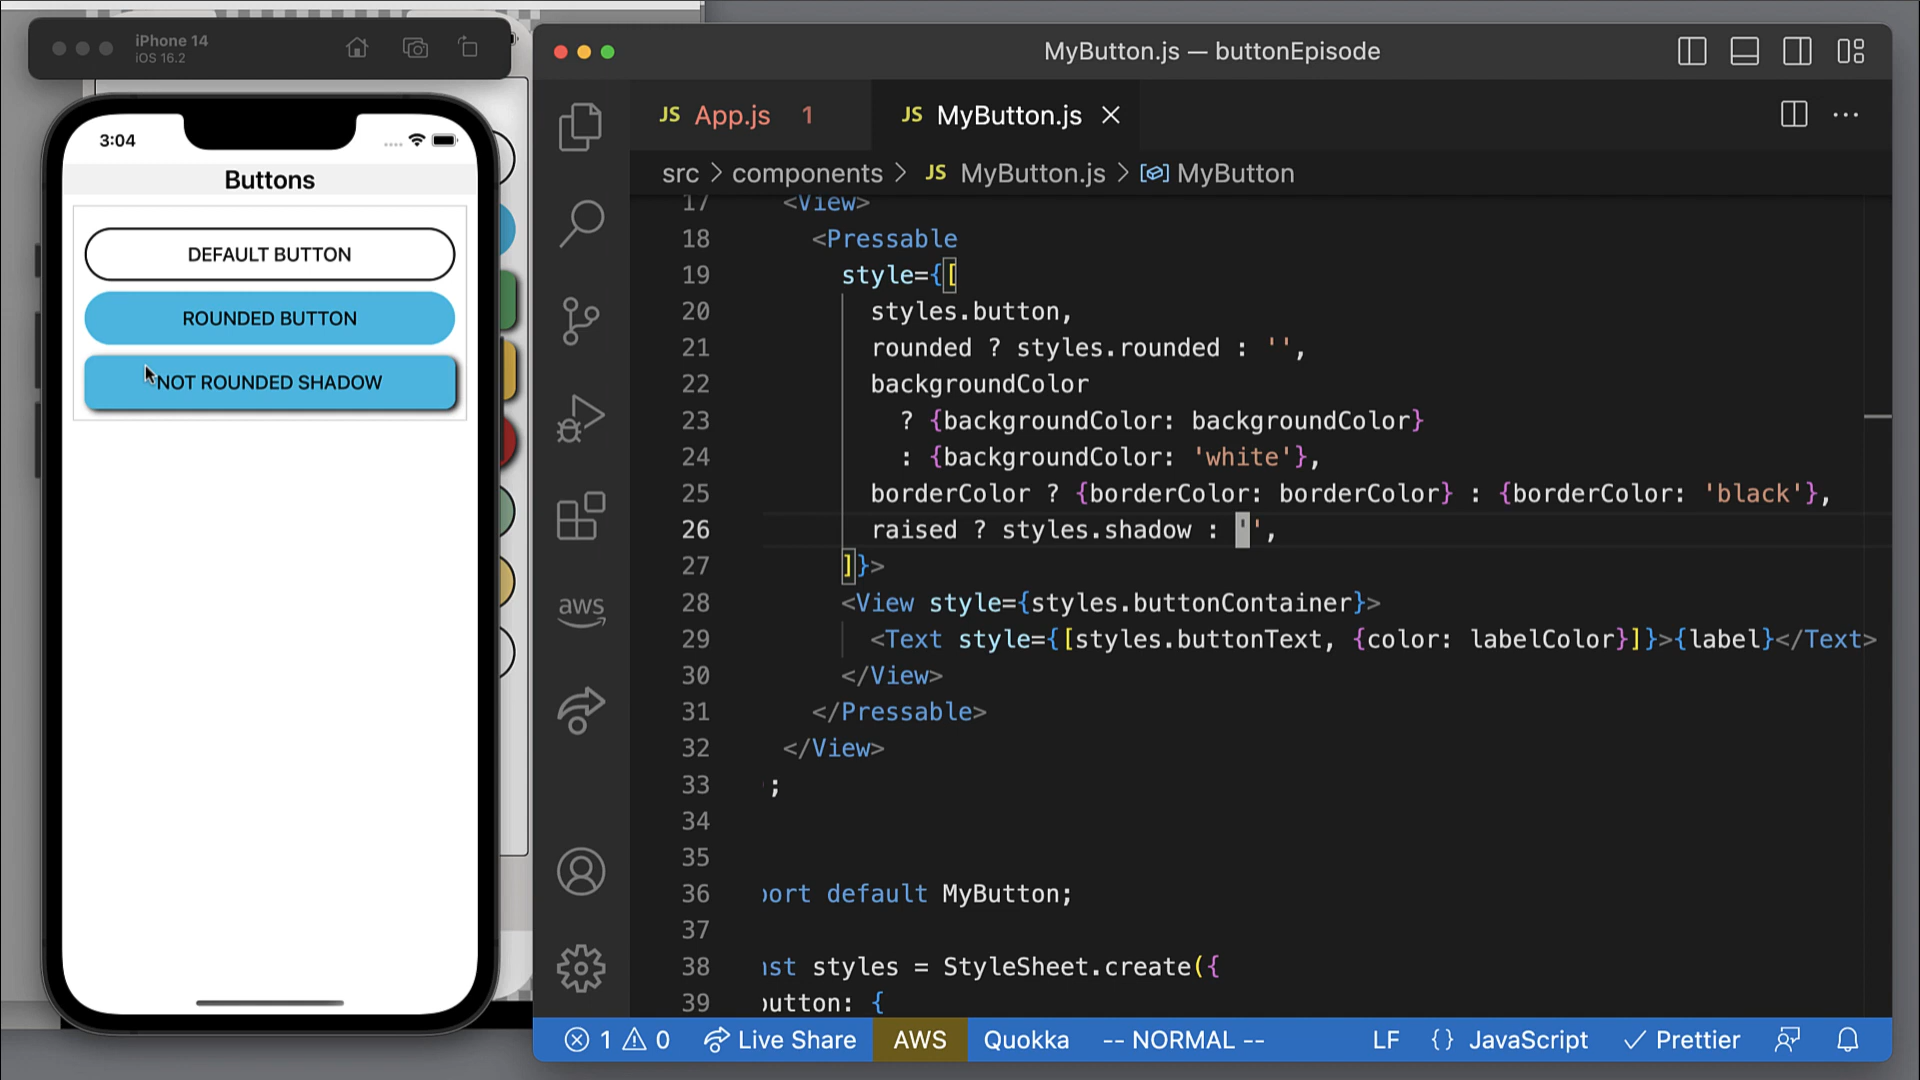 iPhone 14
iOS 16.2
3:04
Buttons
DEFAULT BUTTON
ROUNDED BUTTON
NOT ROUNDED SHADOW
MyButton.js — buttonEpisode
JS App.js 1
JS MyButton.js
src > components > JS MyButton.js > MyButton
aws
17 <View>
18 <Pressable
19 style={[
20 styles.button,
21 rounded ? styles.rounded : '',
22 backgroundColor
23 ? {backgroundColor: backgroundColor}
24 : {backgroundColor: 'white'},
25 borderColor ? {borderColor: borderColor} : {borderColor: 'black'},
26 raised ? styles.shadow : '',
27 ]}>
28 <View style={styles.buttonContainer}>
29 <Text style={[styles.buttonText, {color: labelColor}]}>{label}</Text>
30 </View>
31 </Pressable>
32 </View>
33 ;
34
35
36 port default MyButton;
37
38 nst styles = StyleSheet.create({
39 button: {
1 0 Live Share AWS Quokka -- NORMAL -- LF {} JavaScript Prettier